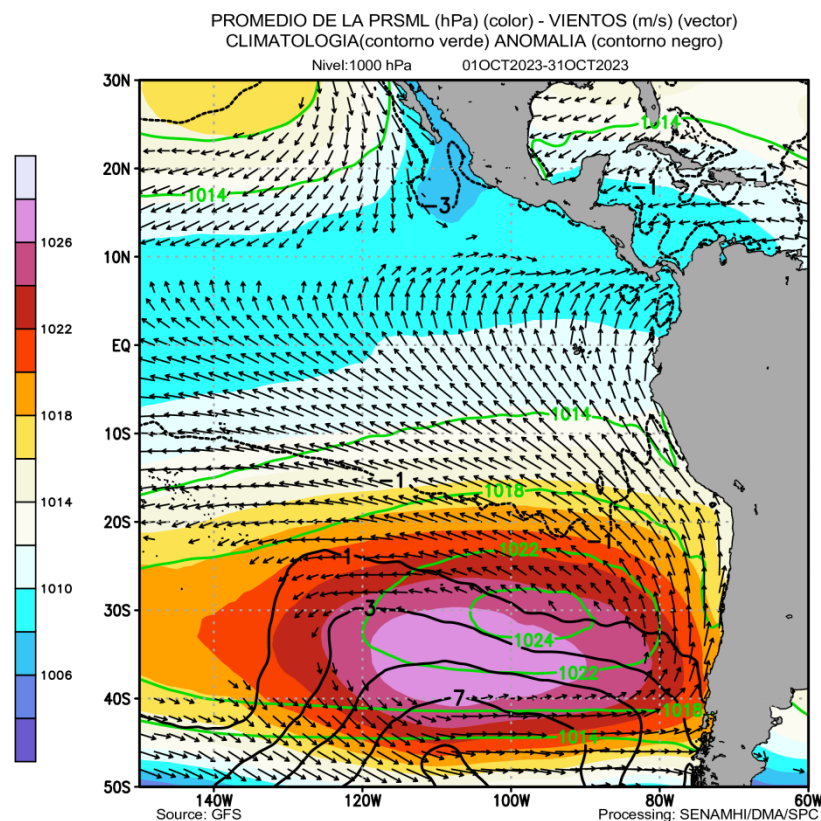 PROMEDIO DE LA PRSML (hPa) (color) - VIENTOS (m/s) (vector)
CLIMATOLOGIA(contorno verde) ANOMALIA (contorno negro)
Nivel:1000 hPa 01OCT2023-31OCT2023
30N
20N
10N
EQ
10S
20S
30S
40S
50S
140W 120W 100W 80W 60W
1026
1022
1018
1014
1010
1006
1014
1014
-3
-1
1014
-1
1018
-1
1
1022
3
1024
1022
7
1018
1014
Source: GFS
Processing: SENAMHI/DMA/SPC